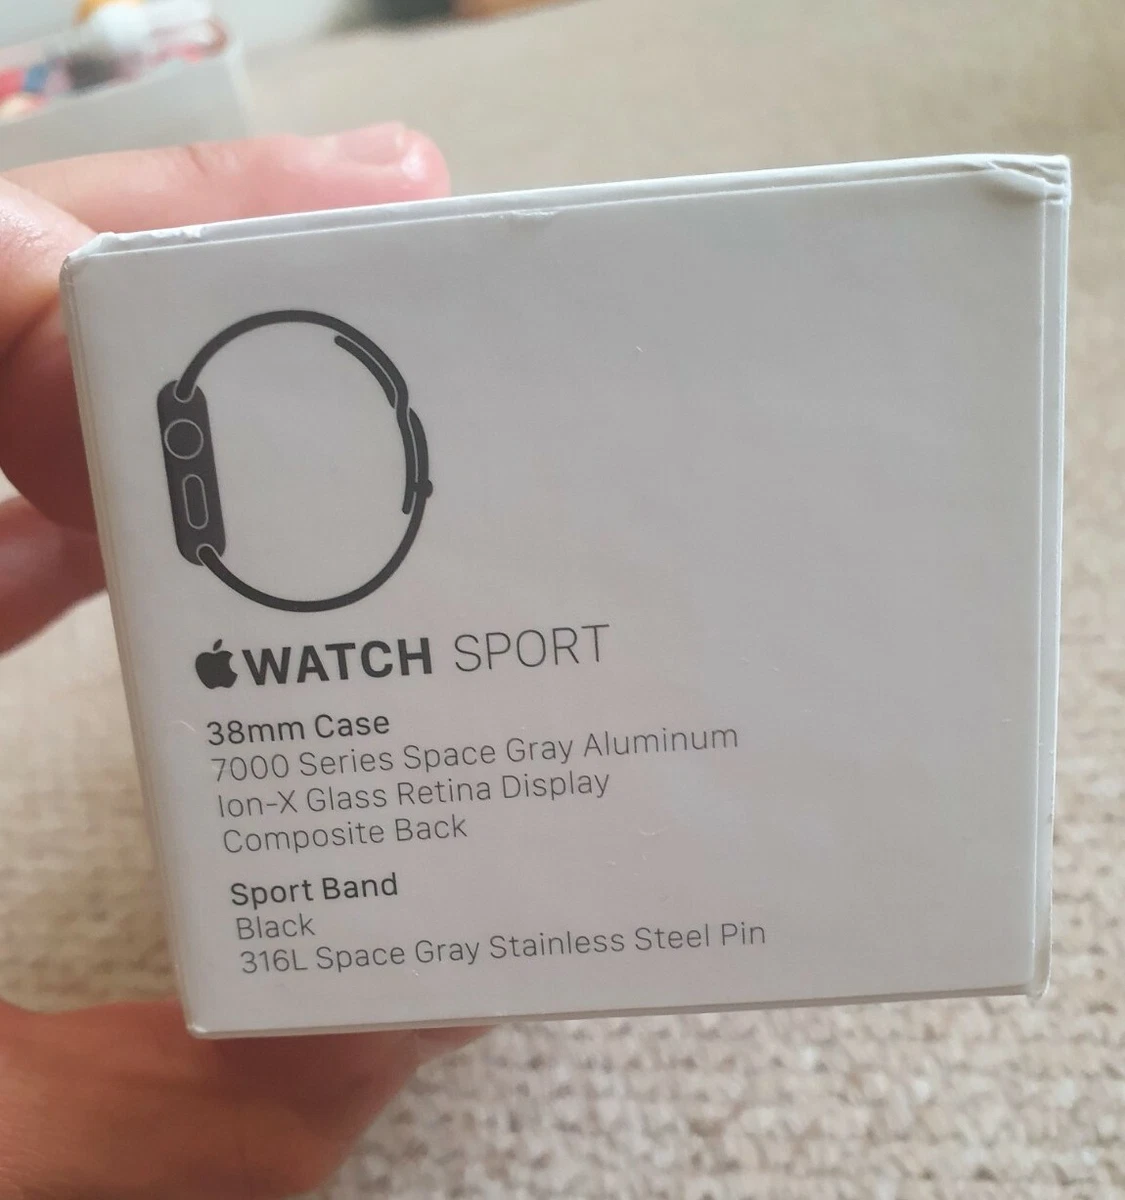 WATCH SPORT
38mm Case
7000 Series Space Gray Aluminum
Ion-X Glass Retina Display
Composite Back
Sport Band
Black
316L Space Gray Stainless Steel Pin